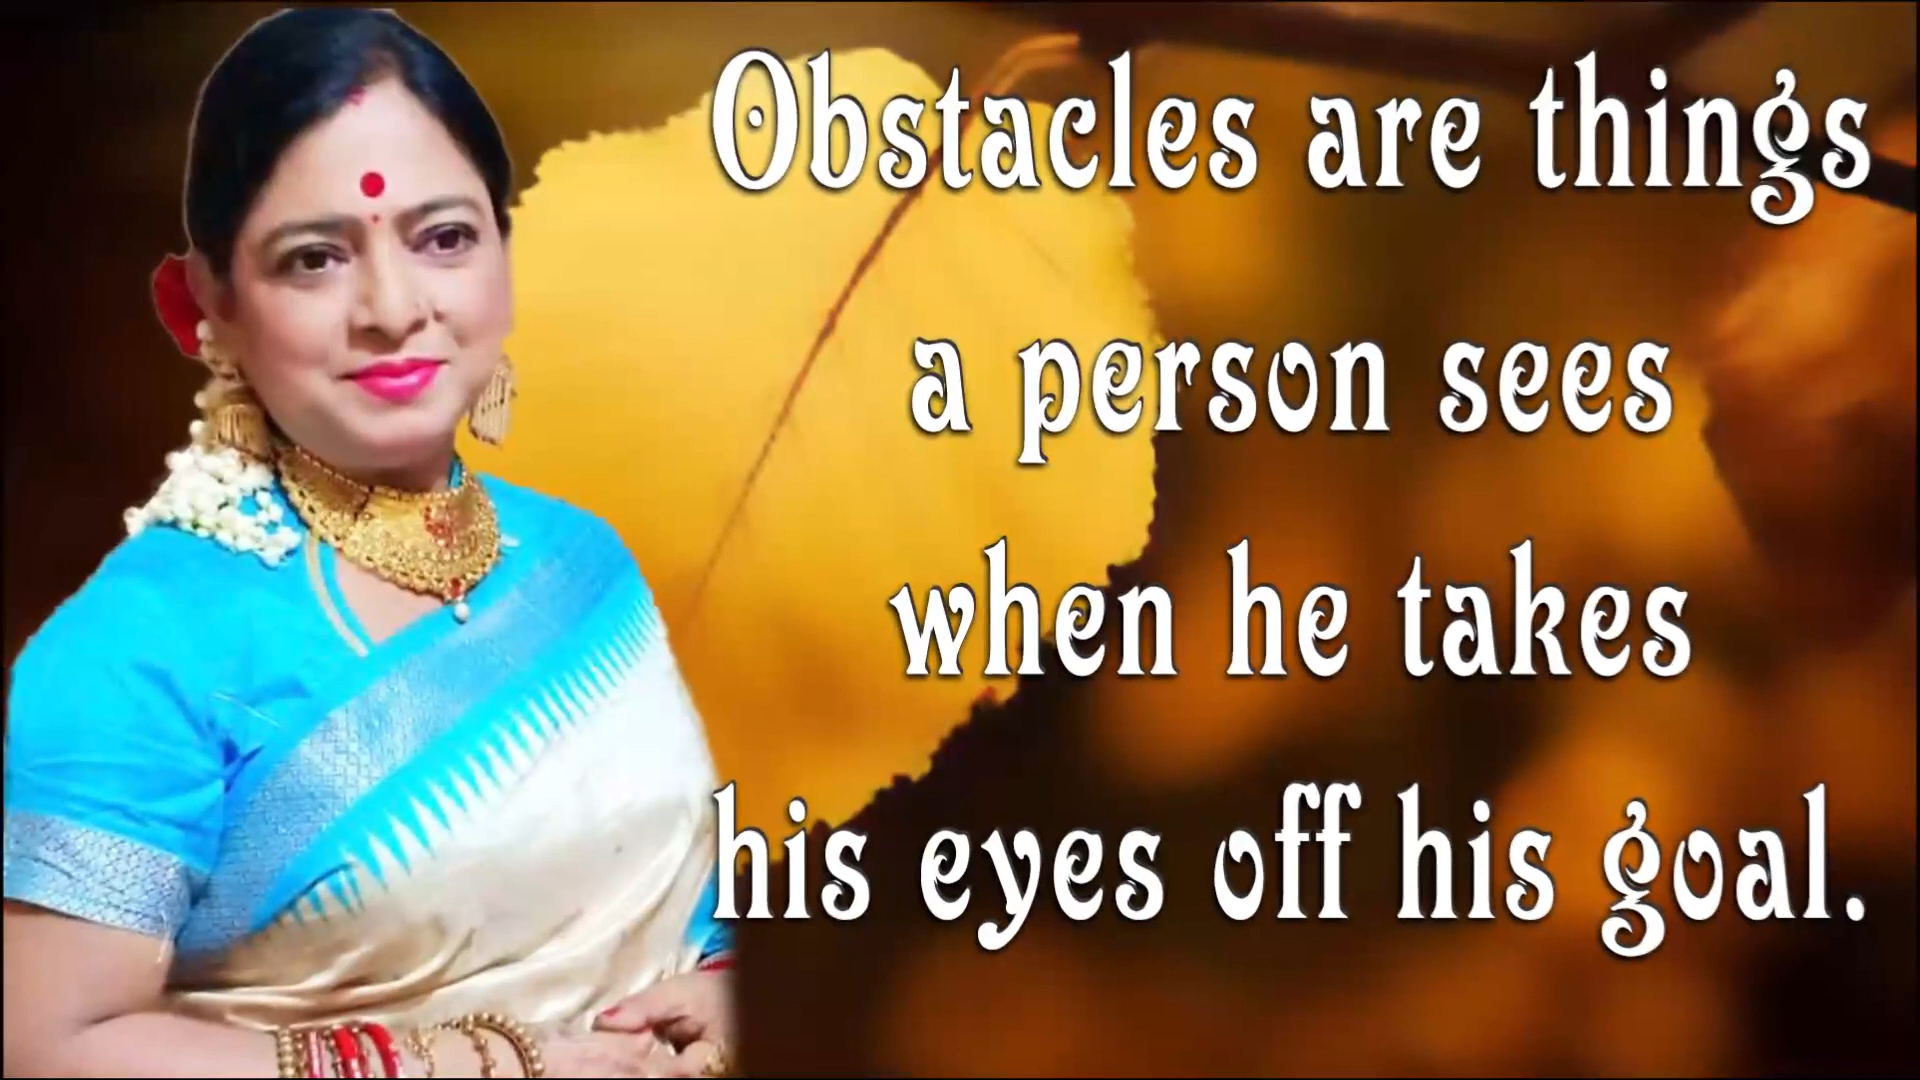 Obstacles are things
a person sees
when he takes
his eyes off his goal.